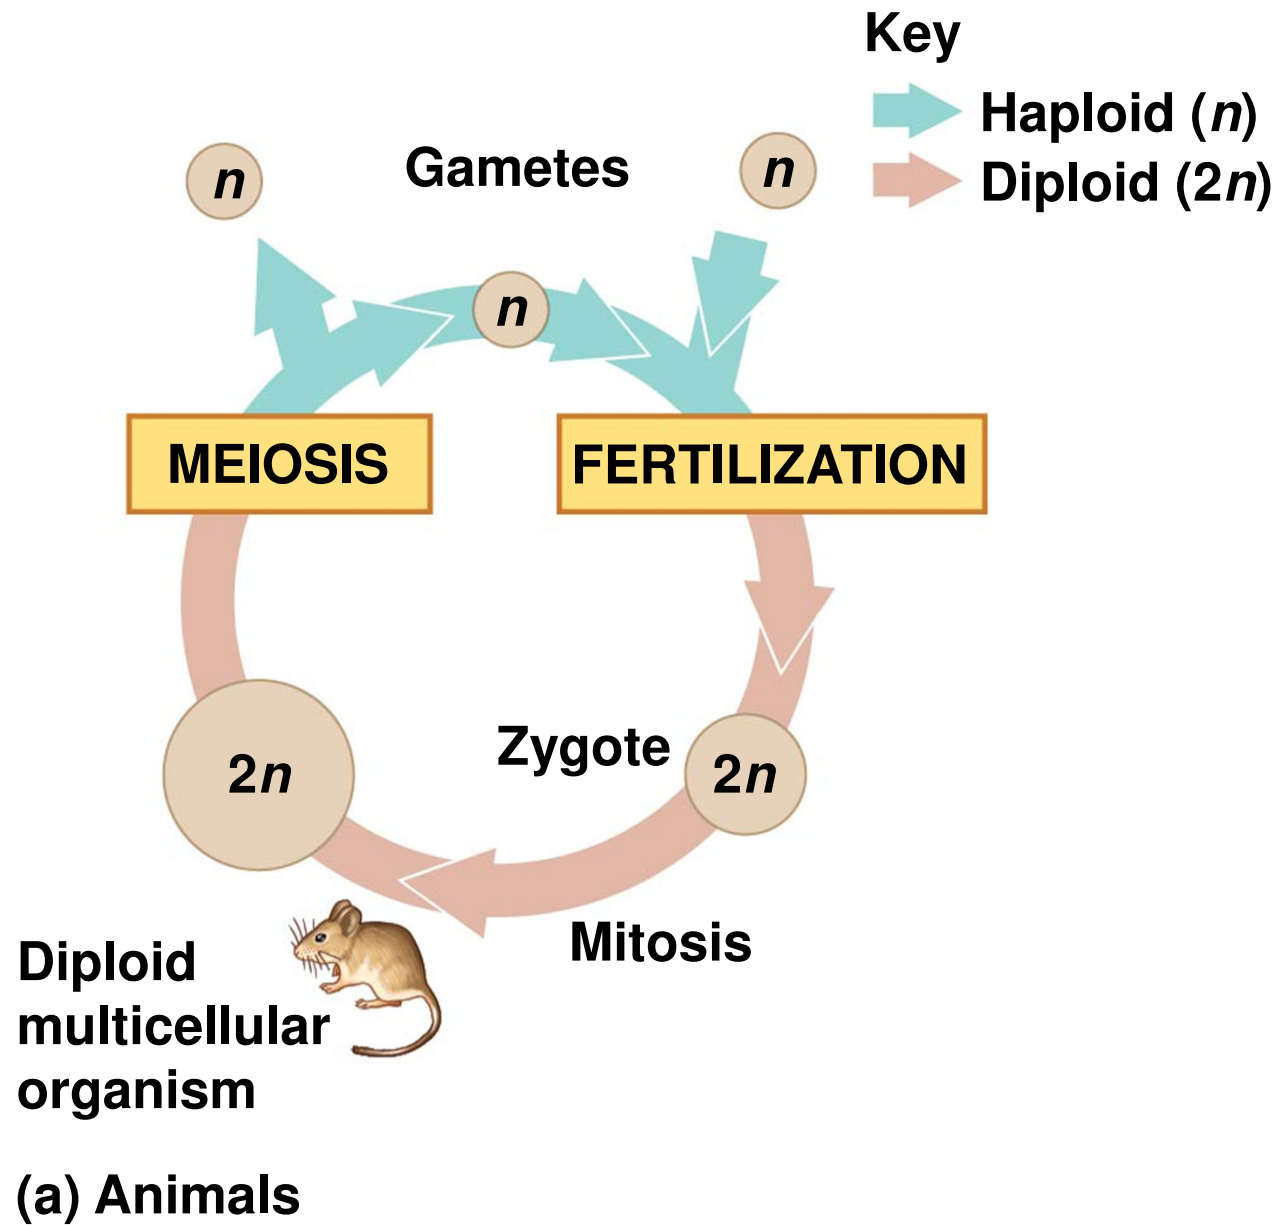 Key
Haploid (n)
Diploid (2n)
n
Gametes
n
n
MEIOSIS
FERTILIZATION
Zygote
2n
2n
Mitosis
Diploid
multicellular
organism
(a) Animals